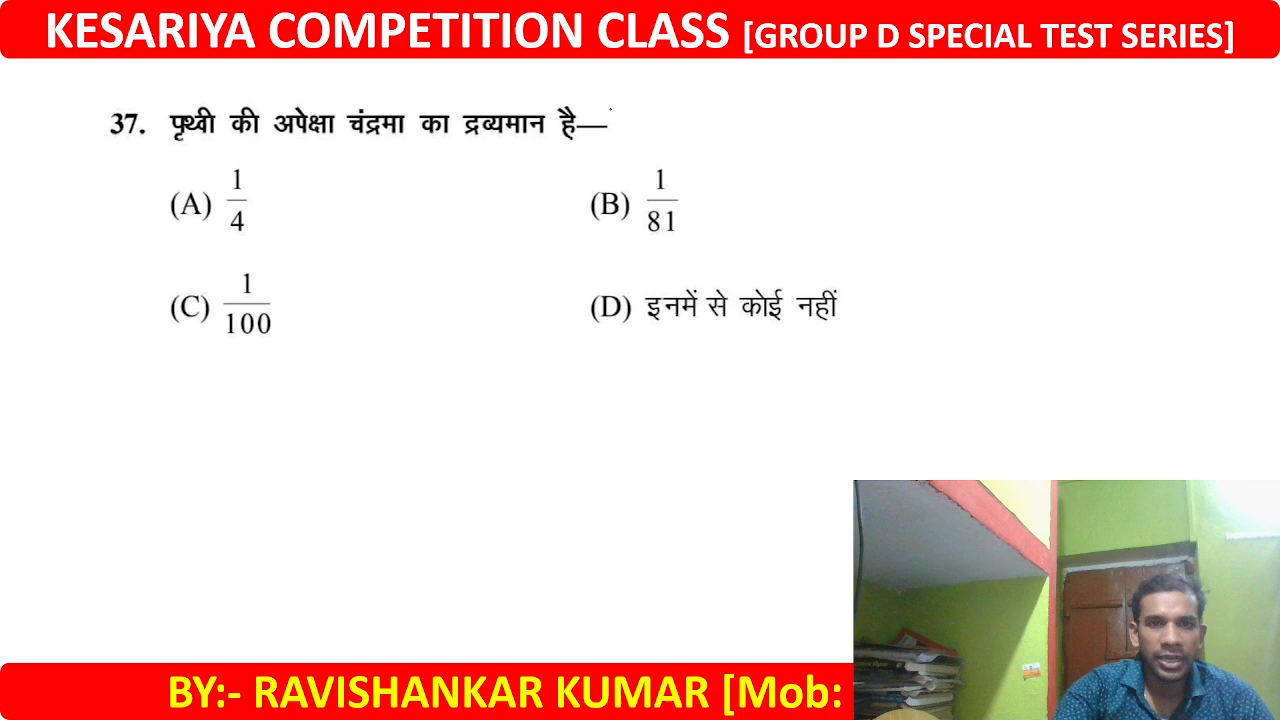 KESARIYA COMPETITION CLASS [GROUP D SPECIAL TEST SERIES]
37. पृथ्वी की अपेक्षा चंद्रमा का द्रव्यमान है—
(A) 1/4 (B) 1/81
(C) 1/100 (D) इनमें से कोई नहीं
BY:- RAVISHANKAR KUMAR [Mob: